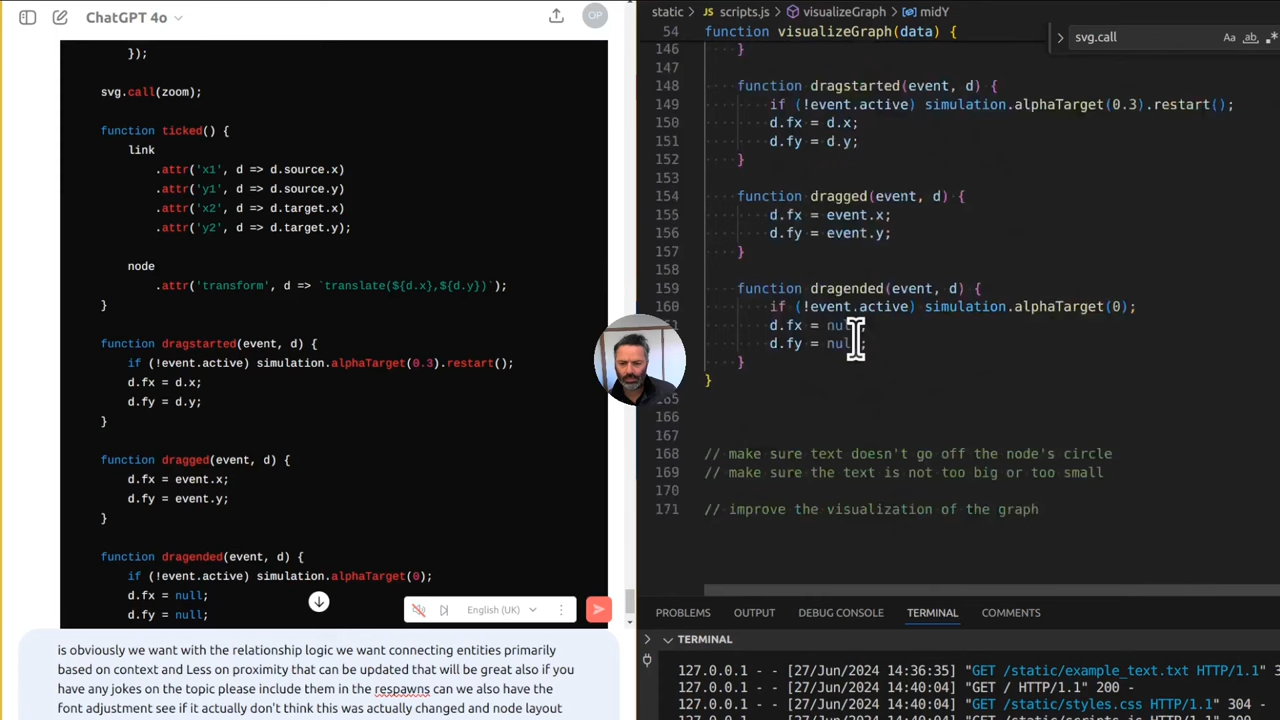 ChatGPT 4o
OP
});
svg.call(zoom);
function ticked() {
link
.attr('x1', d => d.source.x)
.attr('y1', d => d.source.y)
.attr('x2', d => d.target.x)
.attr('y2', d => d.target.y);
node
.attr('transform', d => `translate(${d.x},${d.y})`);
}
function dragstarted(event, d) {
if (!event.active) simulation.alphaTarget(0.3).restart();
d.fx = d.x;
d.fy = d.y;
}
function dragged(event, d) {
d.fx = event.x;
d.fy = event.y;
}
function dragended(event, d) {
if (!event.active) simulation.alphaTarget(0);
d.fx = null;
d.fy = null;
English (UK)
is obviously we want with the relationship logic we want connecting entities primarily
based on context and Less on proximity that can be updated that will be great also if you
have any jokes on the topic please include them in the respawns can we also have the
font adjustment see if it actually don't think this was actually changed and node layout
static > JS scripts.js > visualizeGraph > midY
54 function visualizeGraph(data) {
svg.call
Aa ab
146 }
147
148 function dragstarted(event, d) {
149 if (!event.active) simulation.alphaTarget(0.3).restart();
150 d.fx = d.x;
151 d.fy = d.y;
152 }
153
154 function dragged(event, d) {
155 d.fx = event.x;
156 d.fy = event.y;
157 }
158
159 function dragended(event, d) {
160 if (!event.active) simulation.alphaTarget(0);
d.fx =
d.fy =
}
}
165
166
167
168 // make sure text doesn't go off the node's circle
169 // make sure the text is not too big or too small
170
171 // improve the visualization of the graph
PROBLEMS OUTPUT DEBUG CONSOLE TERMINAL COMMENTS
TERMINAL
127.0.0.1 - - [27/Jun/2024 14:36:35] "GET /static/example_text.txt HTTP/1.1"
127.0.0.1 - - [27/Jun/2024 14:40:04] "GET / HTTP/1.1" 200 -
127.0.0.1 - - [27/Jun/2024 14:40:04] "GET /static/styles.css HTTP/1.1" 304 -